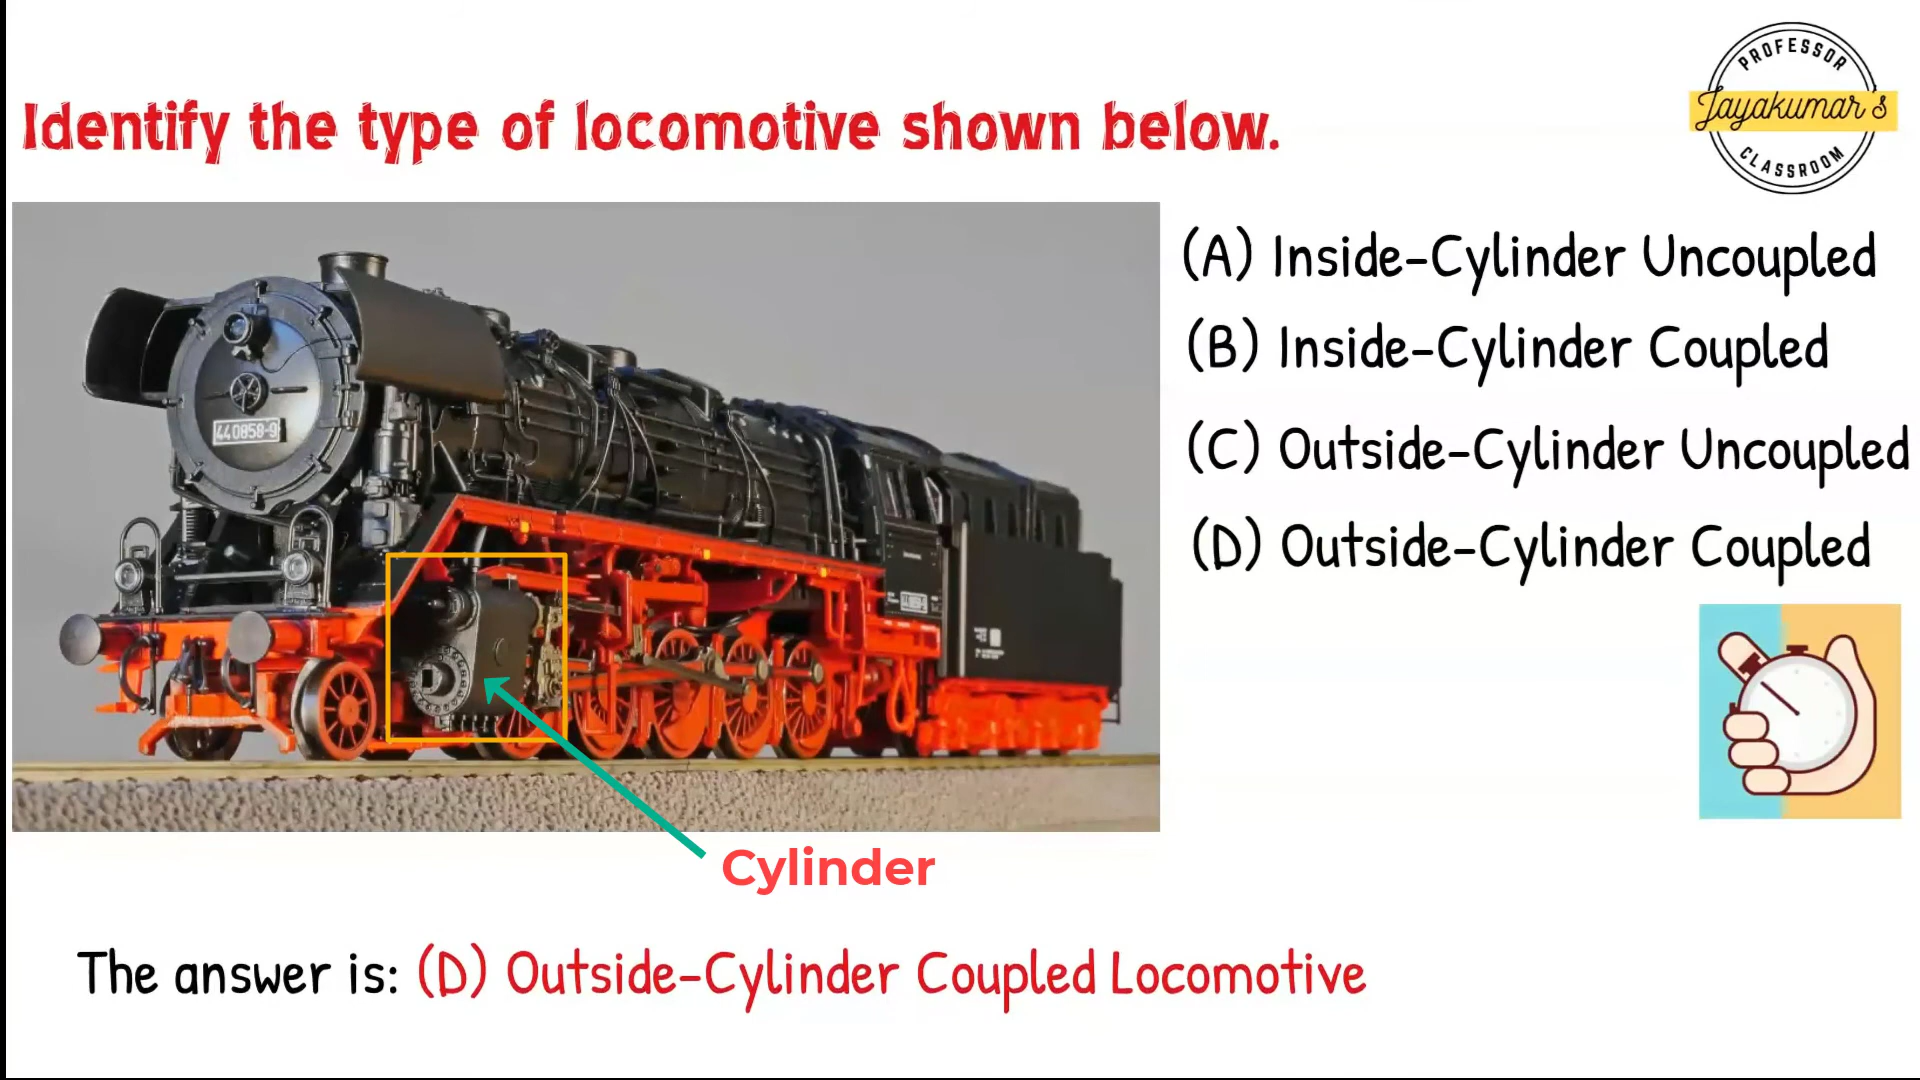 PROFESSOR
Jayakumar's
CLASSROOM
Identify the type of locomotive shown below.
(A) Inside-Cylinder Uncoupled
(B) Inside-Cylinder Coupled
(C) Outside-Cylinder Uncoupled
(D) Outside-Cylinder Coupled
44 0858-9
Cylinder
The answer is: (D) Outside-Cylinder Coupled Locomotive